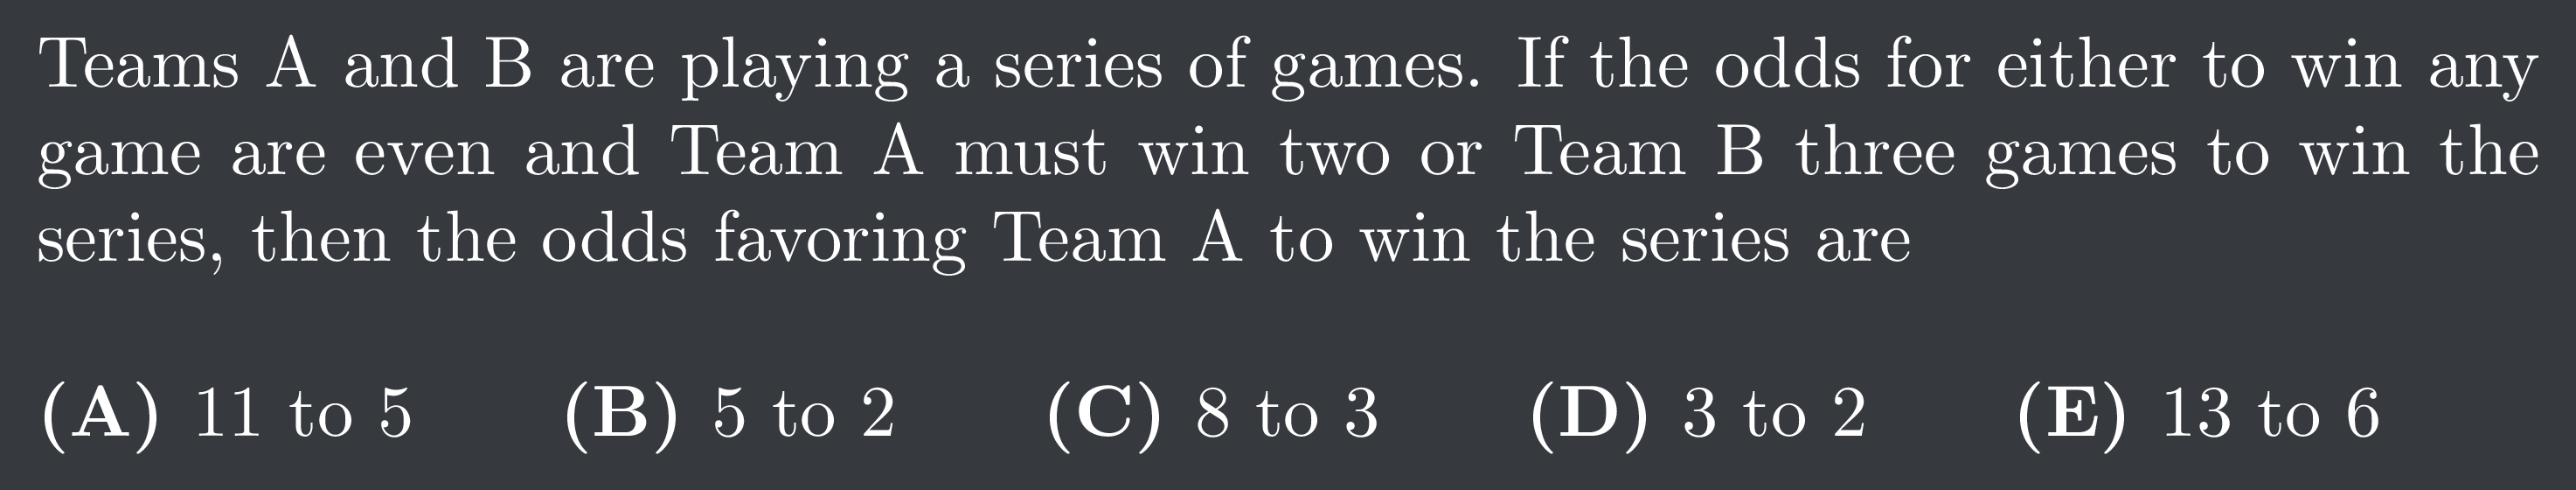 Teams A and B are playing a series of games. If the odds for either to win any
game are even and Team A must win two or Team B three games to win the
series, then the odds favoring Team A to win the series are
(A) 11 to 5 (B) 5 to 2 (C) 8 to 3 (D) 3 to 2 (E) 13 to 6